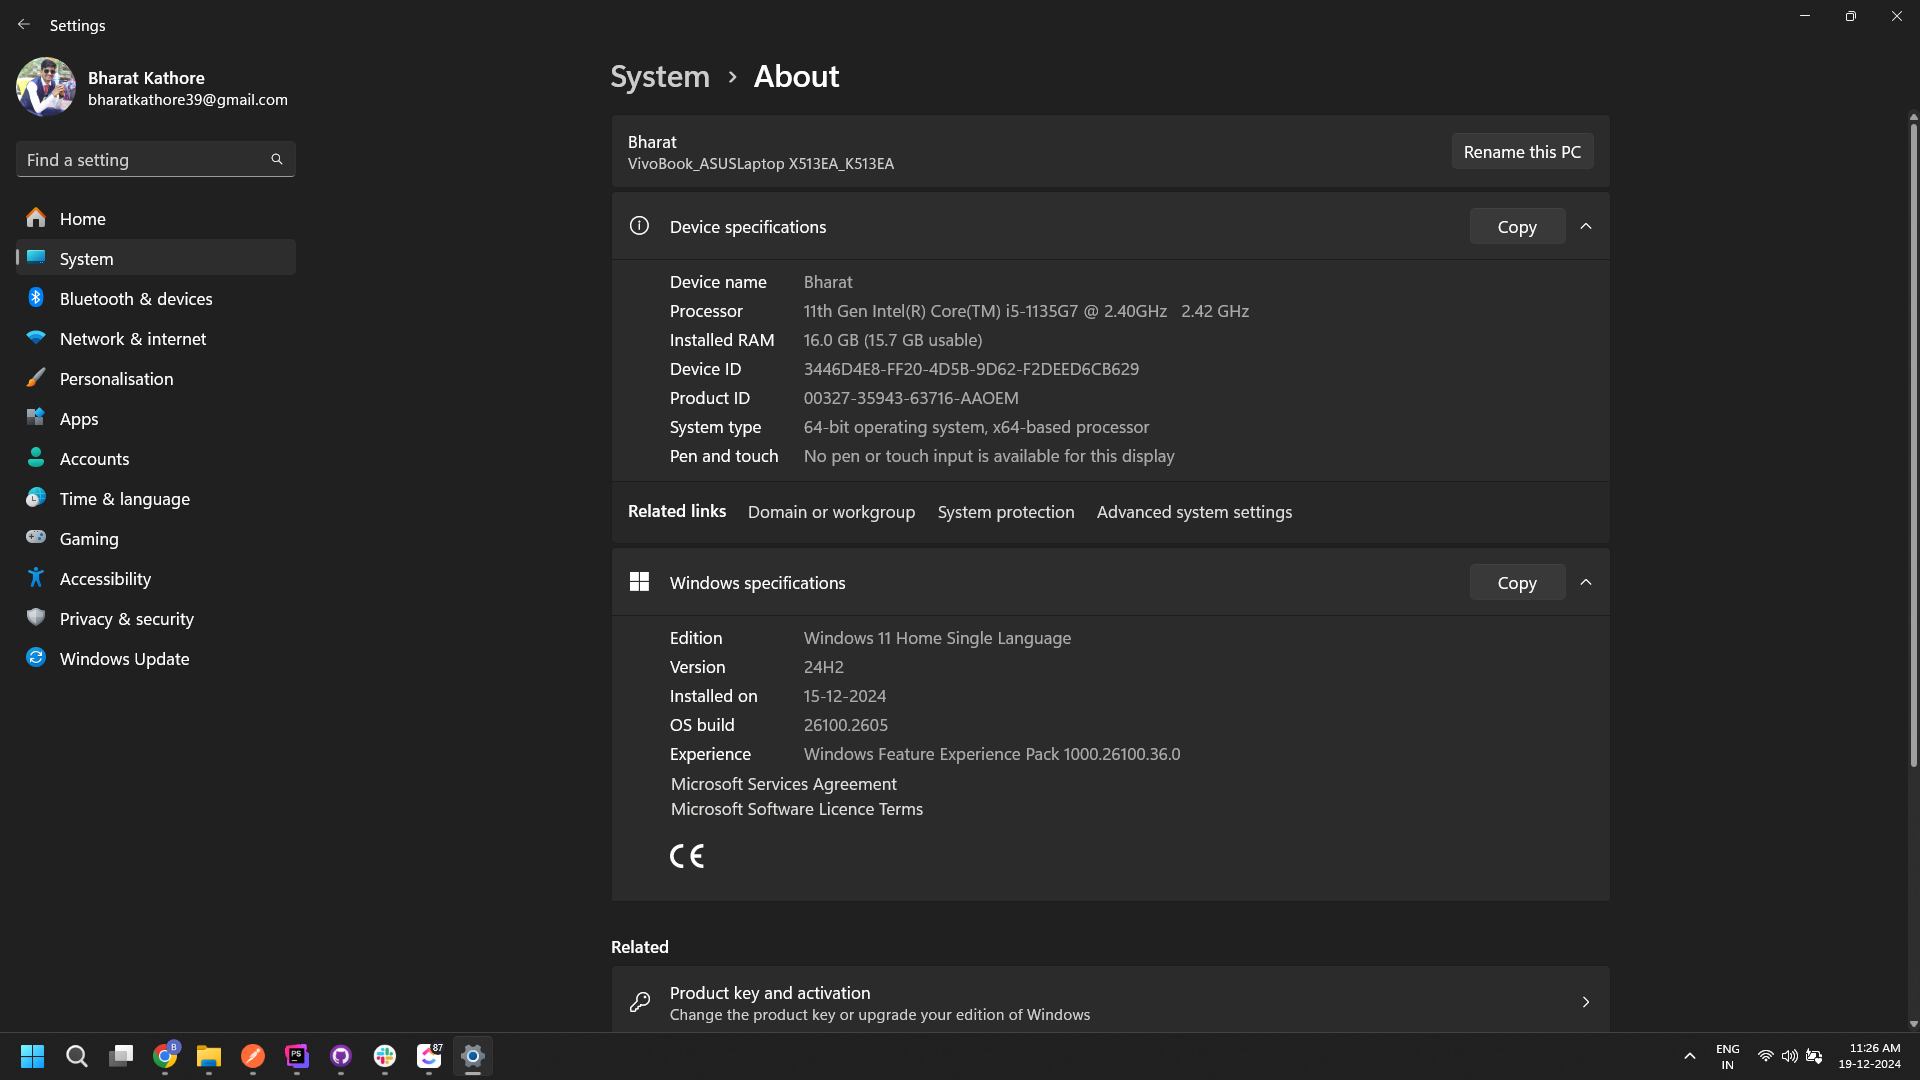 Settings
Bharat Kathore
bharatkathore39@gmail.com
Find a setting
Home
System
Bluetooth & devices
Network & internet
Personalisation
Apps
Accounts
Time & language
Gaming
Accessibility
Privacy & security
Windows Update
System > About
Bharat
VivoBook_ASUSLaptop X513EA_K513EA
Rename this PC
Device specifications
Copy
Device name Bharat
Processor 11th Gen Intel(R) Core(TM) i5-1135G7 @ 2.40GHz 2.42 GHz
Installed RAM 16.0 GB (15.7 GB usable)
Device ID 3446D4E8-FF20-4D5B-9D62-F2DEED6CB629
Product ID 00327-35943-63716-AAOEM
System type 64-bit operating system, x64-based processor
Pen and touch No pen or touch input is available for this display
Related links Domain or workgroup System protection Advanced system settings
Windows specifications
Copy
Edition Windows 11 Home Single Language
Version 24H2
Installed on 15-12-2024
OS build 26100.2605
Experience Windows Feature Experience Pack 1000.26100.36.0
Microsoft Services Agreement
Microsoft Software Licence Terms
CE
Related
Product key and activation
Change the product key or upgrade your edition of Windows
B
PS
87
ENG
IN
11:26 AM
19-12-2024